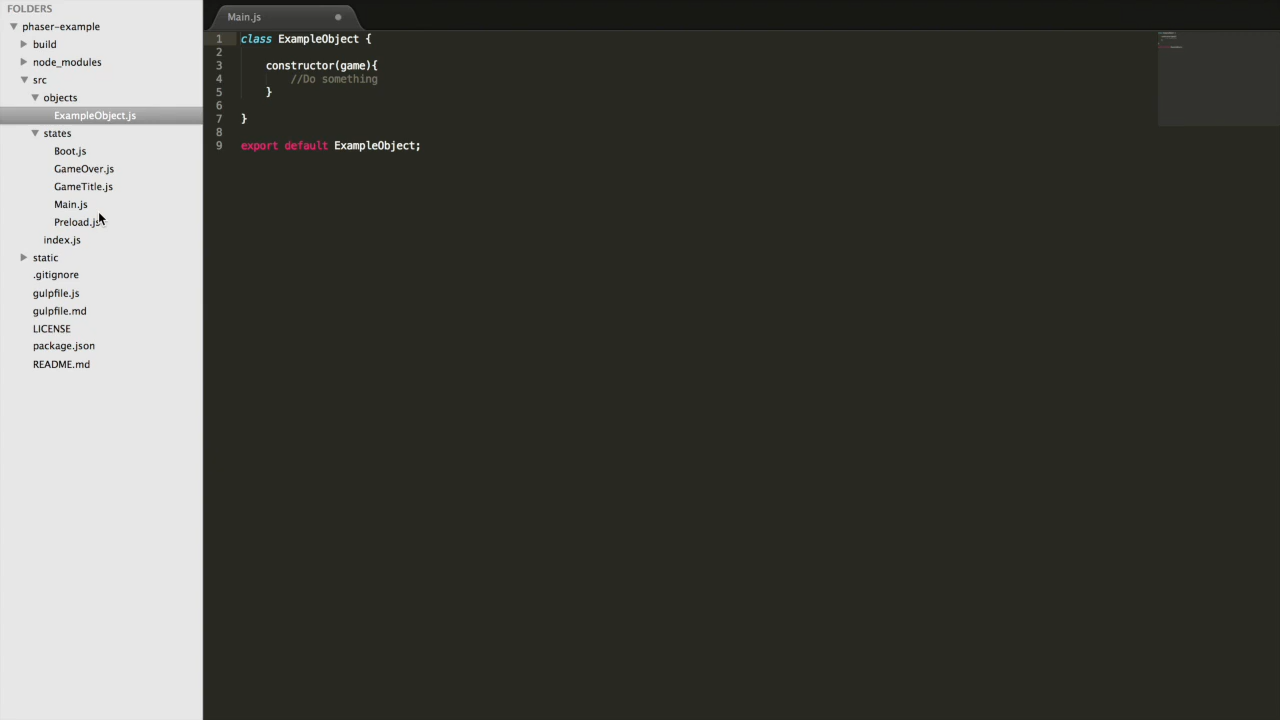 FOLDERS
phaser-example
build
node_modules
src
objects
ExampleObject.js
states
Boot.js
GameOver.js
GameTitle.js
Main.js
Preload.js
index.js
static
.gitignore
gulpfile.js
gulpfile.md
LICENSE
package.json
README.md
Main.js
1 class ExampleObject {
2
3 constructor(game){
4 //Do something
5 }
6
7 }
8
9 export default ExampleObject;